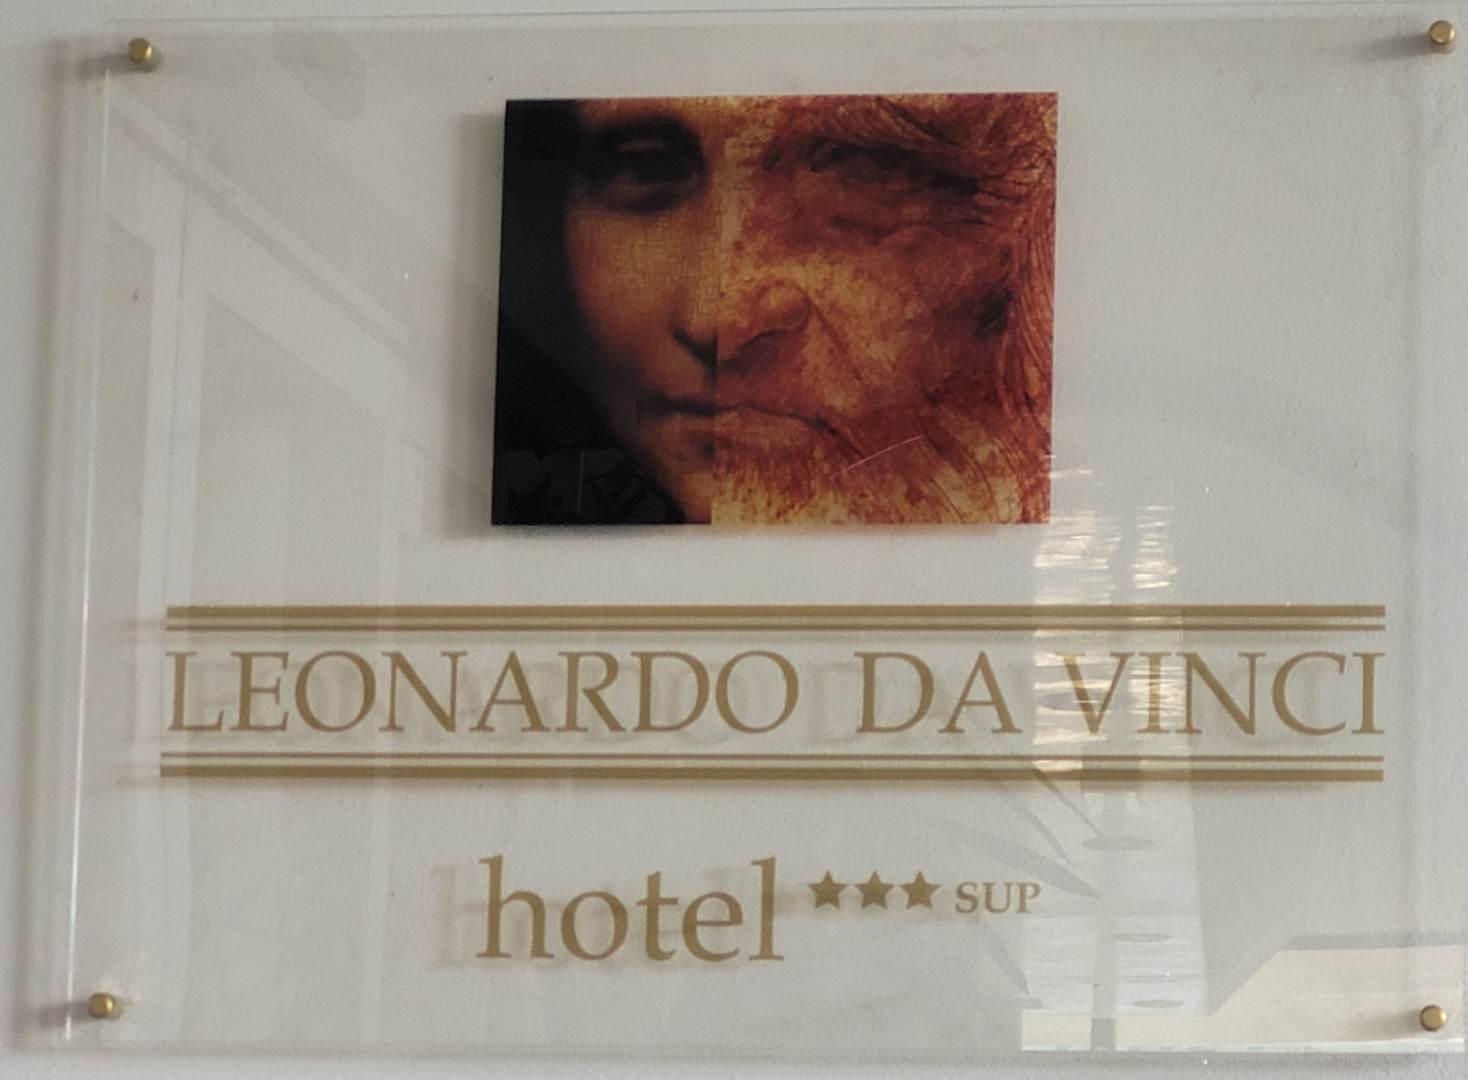 LEONARDO DA VINCI
hotel ★★★ SUP